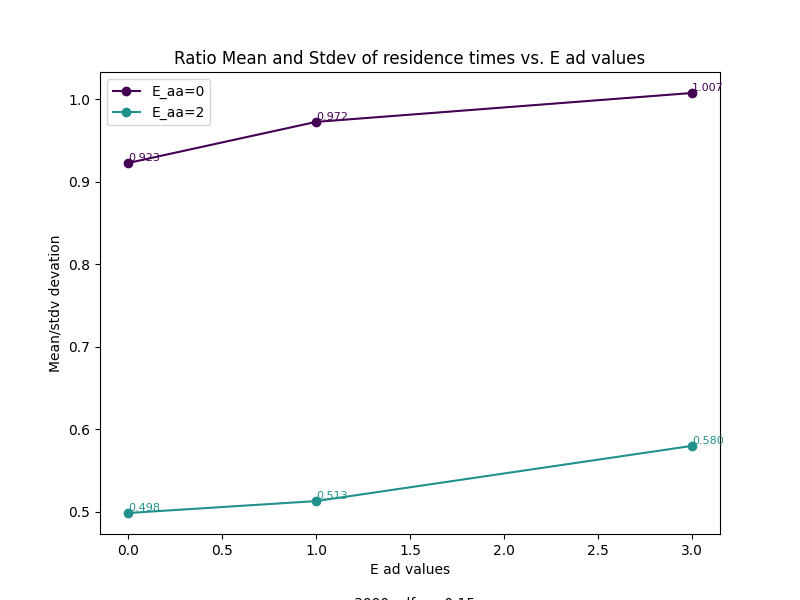 Ratio Mean and Stdev of residence times vs. E ad values
E_aa=0
E_aa=2
1.007
0.972
0.923
0.580
0.513
0.498
1.0
0.9
0.8
0.7
0.6
0.5
Mean/stdv devation
0.0 0.5 1.0 1.5 2.0 2.5 3.0
E ad values